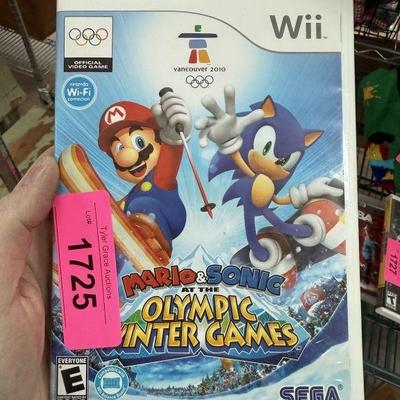 Wii
OFFICIAL
VIDEO GAME
vancouver 2010
Nintendo
Wi-Fi
connection
Lot#
1725
Tyler Grace Auctions
MARIO & SONIC
AT THE
OLYMPIC
WINTER GAMES
EVERYONE
E
SEGA
1727